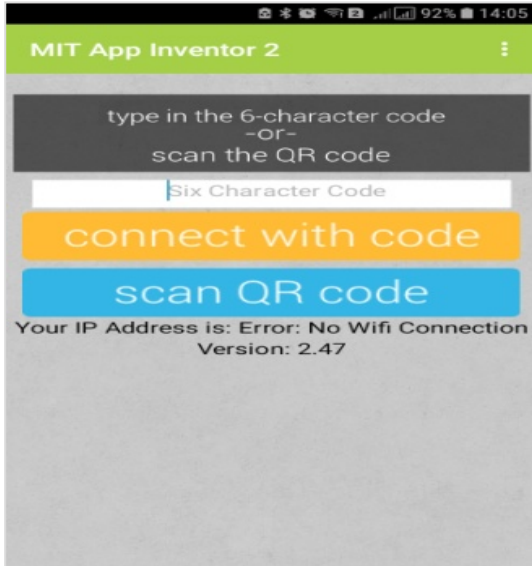 92% 14:05
MIT App Inventor 2
type in the 6-character code
-or-
scan the QR code
Six Character Code
connect with code
scan QR code
Your IP Address is: Error: No Wifi Connection
Version: 2.47